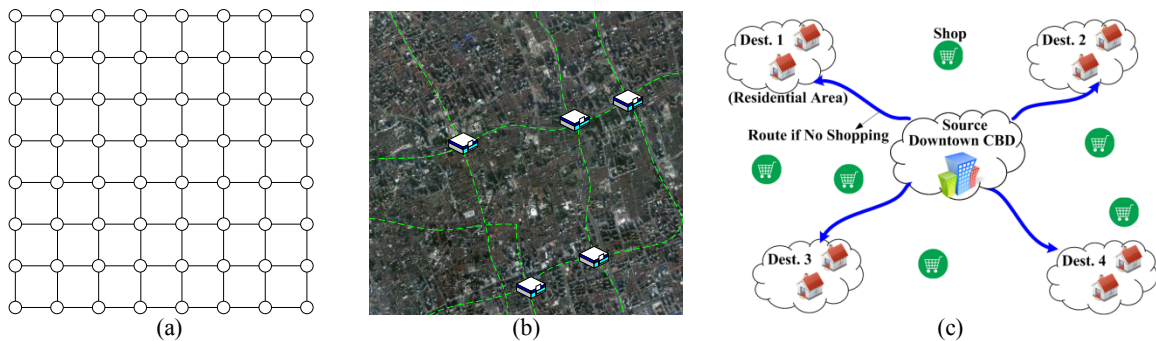 Dest. 1
Shop
Dest. 2
(Residential Area)
Route if No Shopping
Source
Downtown CBD
Dest. 3
Dest. 4
(a)
(b)
(c)